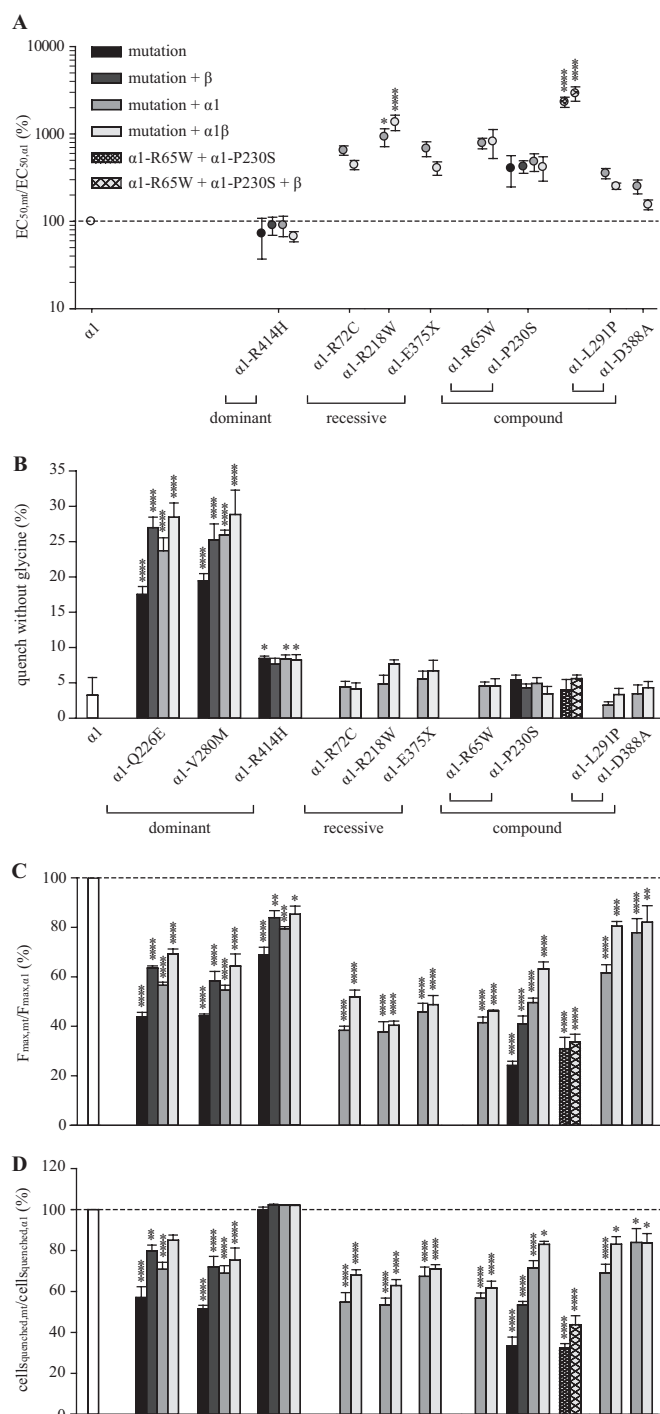 A
EC50,mt/EC50,α1 (%)
10000
1000
100
10
mutation
mutation + β
mutation + α1
mutation + α1β
α1-R65W + α1-P230S
α1-R65W + α1-P230S + β
*
****
****
****
α1
α1-R414H
α1-R72C
α1-R218W
α1-E375X
α1-R65W
α1-P230S
α1-L291P
α1-D388A
dominant
recessive
compound
B
quench without glycine (%)
35
30
25
20
15
10
5
0
**** **** **** ****
**** **** **** ****
* * *
α1
α1-Q226E
α1-V280M
α1-R414H
α1-R72C
α1-R218W
α1-E375X
α1-R65W
α1-P230S
α1-L291P
α1-D388A
dominant
recessive
compound
C
Fmax,mt/Fmax,α1 (%)
100
80
60
40
20
0
D
cellsquenched,mt/cellsquenched,α1 (%)
120
100
80
60
40
20
0